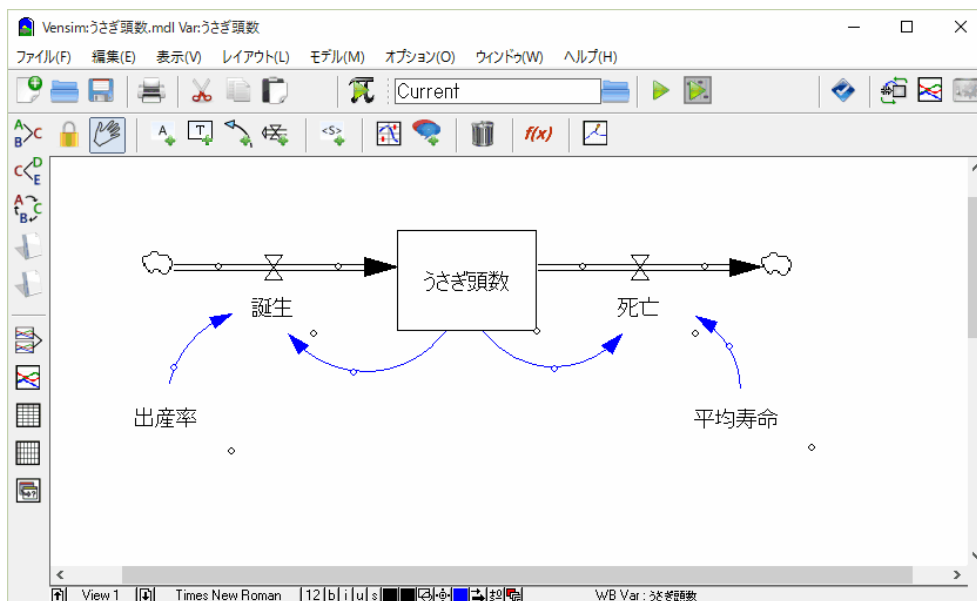 Vensim:うさぎ頭数.mdl Var:うさぎ頭数
ファイル(F) 編集(E) 表示(V) レイアウト(L) モデル(M) オプション(O) ウィンドゥ(W) ヘルプ(H)
Current
A B C A T <S> f(x)
C D E
A B C
うさぎ頭数
誕生 死亡
出産率 平均寿命
View 1 Times New Roman 12 b i u s WB Var : うさぎ頭数